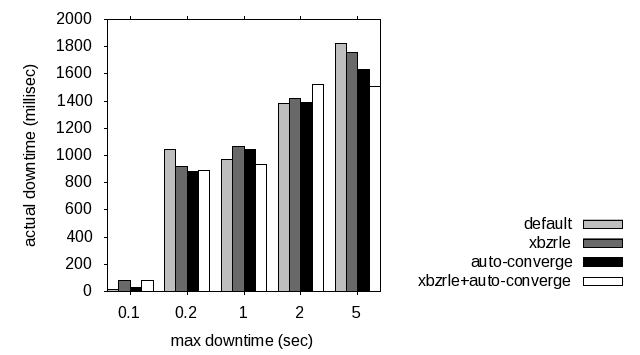 2000
1800
1600
1400
1200
1000
800
600
400
200
0
actual downtime (millisec)
0.1 0.2 1 2 5
max downtime (sec)
default
xbzrle
auto-converge
xbzrle+auto-converge